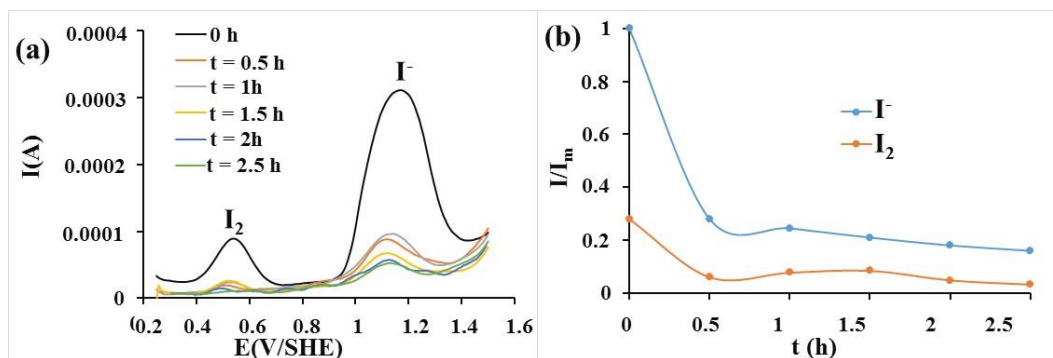 (a)
0.0004
0.0003
0.0002
0.0001
0
I(A)
0 h
t = 0.5 h
t = 1h
t = 1.5 h
t = 2h
t = 2.5 h
I₂
I⁻
0.2 0.4 0.6 0.8 1 1.2 1.4 1.6
E(V/SHE)
(b)
1
0.8
0.6
0.4
0.2
0
I/Iₘ
I⁻
I₂
0 0.5 1 1.5 2 2.5
t (h)